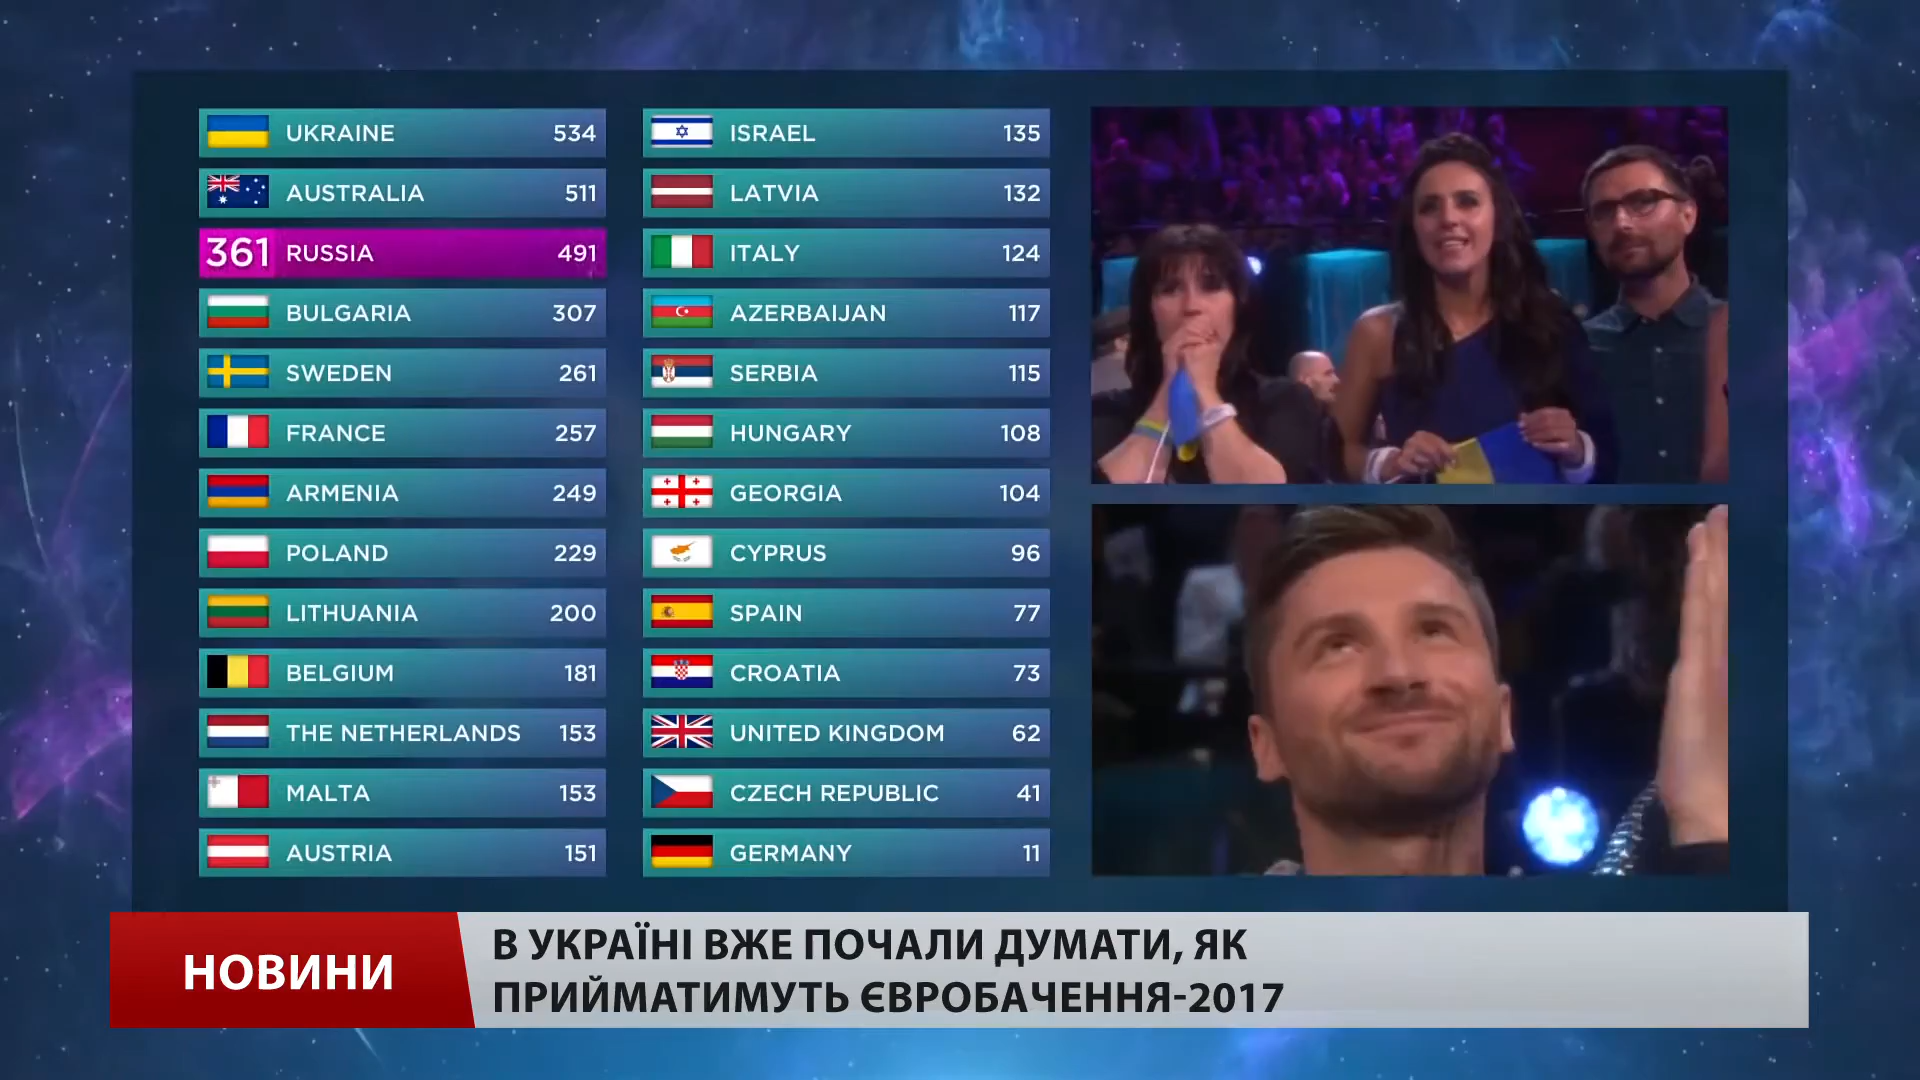 UKRAINE 534
AUSTRALIA 511
361 RUSSIA 491
BULGARIA 307
SWEDEN 261
FRANCE 257
ARMENIA 249
POLAND 229
LITHUANIA 200
BELGIUM 181
THE NETHERLANDS 153
MALTA 153
AUSTRIA 151
ISRAEL 135
LATVIA 132
ITALY 124
AZERBAIJAN 117
SERBIA 115
HUNGARY 108
GEORGIA 104
CYPRUS 96
SPAIN 77
CROATIA 73
UNITED KINGDOM 62
CZECH REPUBLIC 41
GERMANY 11
НОВИНИ
В УКРАЇНІ ВЖЕ ПОЧАЛИ ДУМАТИ, ЯК
ПРИЙМАТИМУТЬ ЄВРОБАЧЕННЯ-2017